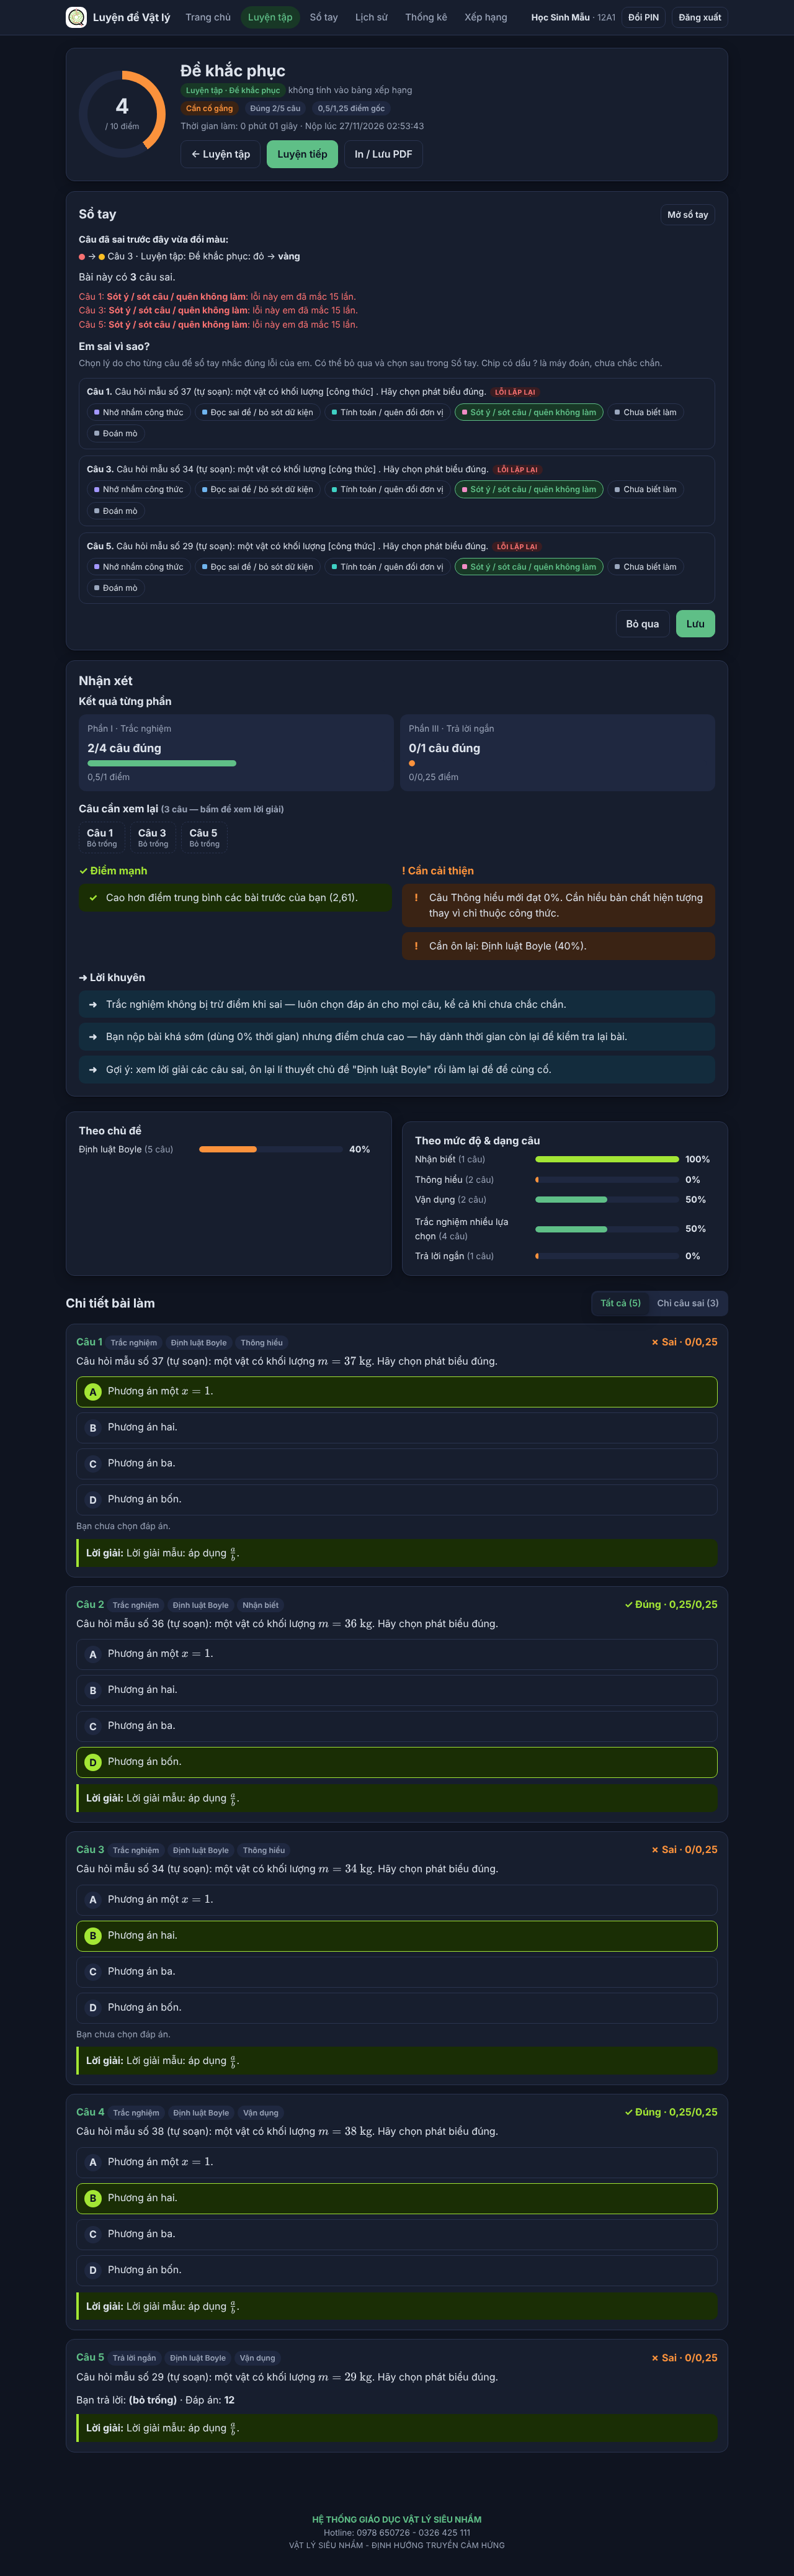 Luyện đề Vật lý Trang chủ Luyện tập Sổ tay Lịch sử Thống kê Xếp hạng Học Sinh Mẫu · 12A1 Đổi PIN Đăng xuất
4
/ 10 điểm
Đề khắc phục
Luyện tập · Đề khắc phục không tính vào bảng xếp hạng
Cần cố gắng Đúng 2/5 câu 0,5/1,25 điểm gốc
Thời gian làm: 0 phút 01 giây · Nộp lúc 27/11/2026 02:53:43
← Luyện tập Luyện tiếp In / Lưu PDF
Sổ tay Mở sổ tay
Câu đã sai trước đây vừa đổi màu:
→ Câu 3 · Luyện tập: Đề khắc phục: đỏ → vàng
Bài này có 3 câu sai.
Câu 1: Sót ý / sót câu / quên không làm: lỗi này em đã mắc 15 lần.
Câu 3: Sót ý / sót câu / quên không làm: lỗi này em đã mắc 15 lần.
Câu 5: Sót ý / sót câu / quên không làm: lỗi này em đã mắc 15 lần.
Em sai vì sao?
Chọn lý do cho từng câu để sổ tay nhắc đúng lỗi của em. Có thể bỏ qua và chọn sau trong Sổ tay. Chip có dấu ? là máy đoán, chưa chắc chắn.
Câu 1. Câu hỏi mẫu số 37 (tự soạn): một vật có khối lượng [công thức] . Hãy chọn phát biểu đúng. LỖI LẶP LẠI
Nhớ nhầm công thức Đọc sai đề / bỏ sót dữ kiện Tính toán / quên đổi đơn vị Sót ý / sót câu / quên không làm Chưa biết làm
Đoán mò
Câu 3. Câu hỏi mẫu số 34 (tự soạn): một vật có khối lượng [công thức] . Hãy chọn phát biểu đúng. LỖI LẶP LẠI
Nhớ nhầm công thức Đọc sai đề / bỏ sót dữ kiện Tính toán / quên đổi đơn vị Sót ý / sót câu / quên không làm Chưa biết làm
Đoán mò
Câu 5. Câu hỏi mẫu số 29 (tự soạn): một vật có khối lượng [công thức] . Hãy chọn phát biểu đúng. LỖI LẶP LẠI
Nhớ nhầm công thức Đọc sai đề / bỏ sót dữ kiện Tính toán / quên đổi đơn vị Sót ý / sót câu / quên không làm Chưa biết làm
Đoán mò
Bỏ qua Lưu
Nhận xét
Kết quả từng phần
Phần I · Trắc nghiệm
2/4 câu đúng
0,5/1 điểm
Phần III · Trả lời ngắn
0/1 câu đúng
0/0,25 điểm
Câu cần xem lại (3 câu — bấm để xem lời giải)
Câu 1 Câu 3 Câu 5
Bỏ trống Bỏ trống Bỏ trống
✓ Điểm mạnh
✓ Cao hơn điểm trung bình các bài trước của bạn (2,61).
! Cần cải thiện
! Câu Thông hiểu mới đạt 0%. Cần hiểu bản chất hiện tượng
thay vì chỉ thuộc công thức.
! Cần ôn lại: Định luật Boyle (40%).
➜ Lời khuyên
➜ Trắc nghiệm không bị trừ điểm khi sai — luôn chọn đáp án cho mọi câu, kể cả khi chưa chắc chắn.
➜ Bạn nộp bài khá sớm (dùng 0% thời gian) nhưng điểm chưa cao — hãy dành thời gian còn lại để kiểm tra lại bài.
➜ Gợi ý: xem lời giải các câu sai, ôn lại lí thuyết chủ đề "Định luật Boyle" rồi làm lại đề để củng cố.
Theo chủ đề
Định luật Boyle (5 câu) 40%
Theo mức độ & dạng câu
Nhận biết (1 câu) 100%
Thông hiểu (2 câu) 0%
Vận dụng (2 câu) 50%
Trắc nghiệm nhiều lựa
chọn (4 câu) 50%
Trả lời ngắn (1 câu) 0%
Chi tiết bài làm Tất cả (5) Chỉ câu sai (3)
Câu 1 Trắc nghiệm Định luật Boyle Thông hiểu × Sai · 0/0,25
Câu hỏi mẫu số 37 (tự soạn): một vật có khối lượng m = 37 kg. Hãy chọn phát biểu đúng.
A Phương án một x = 1.
B Phương án hai.
C Phương án ba.
D Phương án bốn.
Bạn chưa chọn đáp án.
Lời giải: Lời giải mẫu: áp dụng a/b.
Câu 2 Trắc nghiệm Định luật Boyle Nhận biết ✓ Đúng · 0,25/0,25
Câu hỏi mẫu số 36 (tự soạn): một vật có khối lượng m = 36 kg. Hãy chọn phát biểu đúng.
A Phương án một x = 1.
B Phương án hai.
C Phương án ba.
D Phương án bốn.
Lời giải: Lời giải mẫu: áp dụng a/b.
Câu 3 Trắc nghiệm Định luật Boyle Thông hiểu × Sai · 0/0,25
Câu hỏi mẫu số 34 (tự soạn): một vật có khối lượng m = 34 kg. Hãy chọn phát biểu đúng.
A Phương án một x = 1.
B Phương án hai.
C Phương án ba.
D Phương án bốn.
Bạn chưa chọn đáp án.
Lời giải: Lời giải mẫu: áp dụng a/b.
Câu 4 Trắc nghiệm Định luật Boyle Vận dụng ✓ Đúng · 0,25/0,25
Câu hỏi mẫu số 38 (tự soạn): một vật có khối lượng m = 38 kg. Hãy chọn phát biểu đúng.
A Phương án một x = 1.
B Phương án hai.
C Phương án ba.
D Phương án bốn.
Lời giải: Lời giải mẫu: áp dụng a/b.
Câu 5 Trả lời ngắn Định luật Boyle Vận dụng × Sai · 0/0,25
Câu hỏi mẫu số 29 (tự soạn): một vật có khối lượng m = 29 kg. Hãy chọn phát biểu đúng.
Bạn trả lời: (bỏ trống) · Đáp án: 12
Lời giải: Lời giải mẫu: áp dụng a/b.
HỆ THỐNG GIÁO DỤC VẬT LÝ SIÊU NHẨM
Hotline: 0978 650726 - 0326 425 111
VẬT LÝ SIÊU NHẨM - ĐỊNH HƯỚNG TRUYỀN CẢM HỨNG